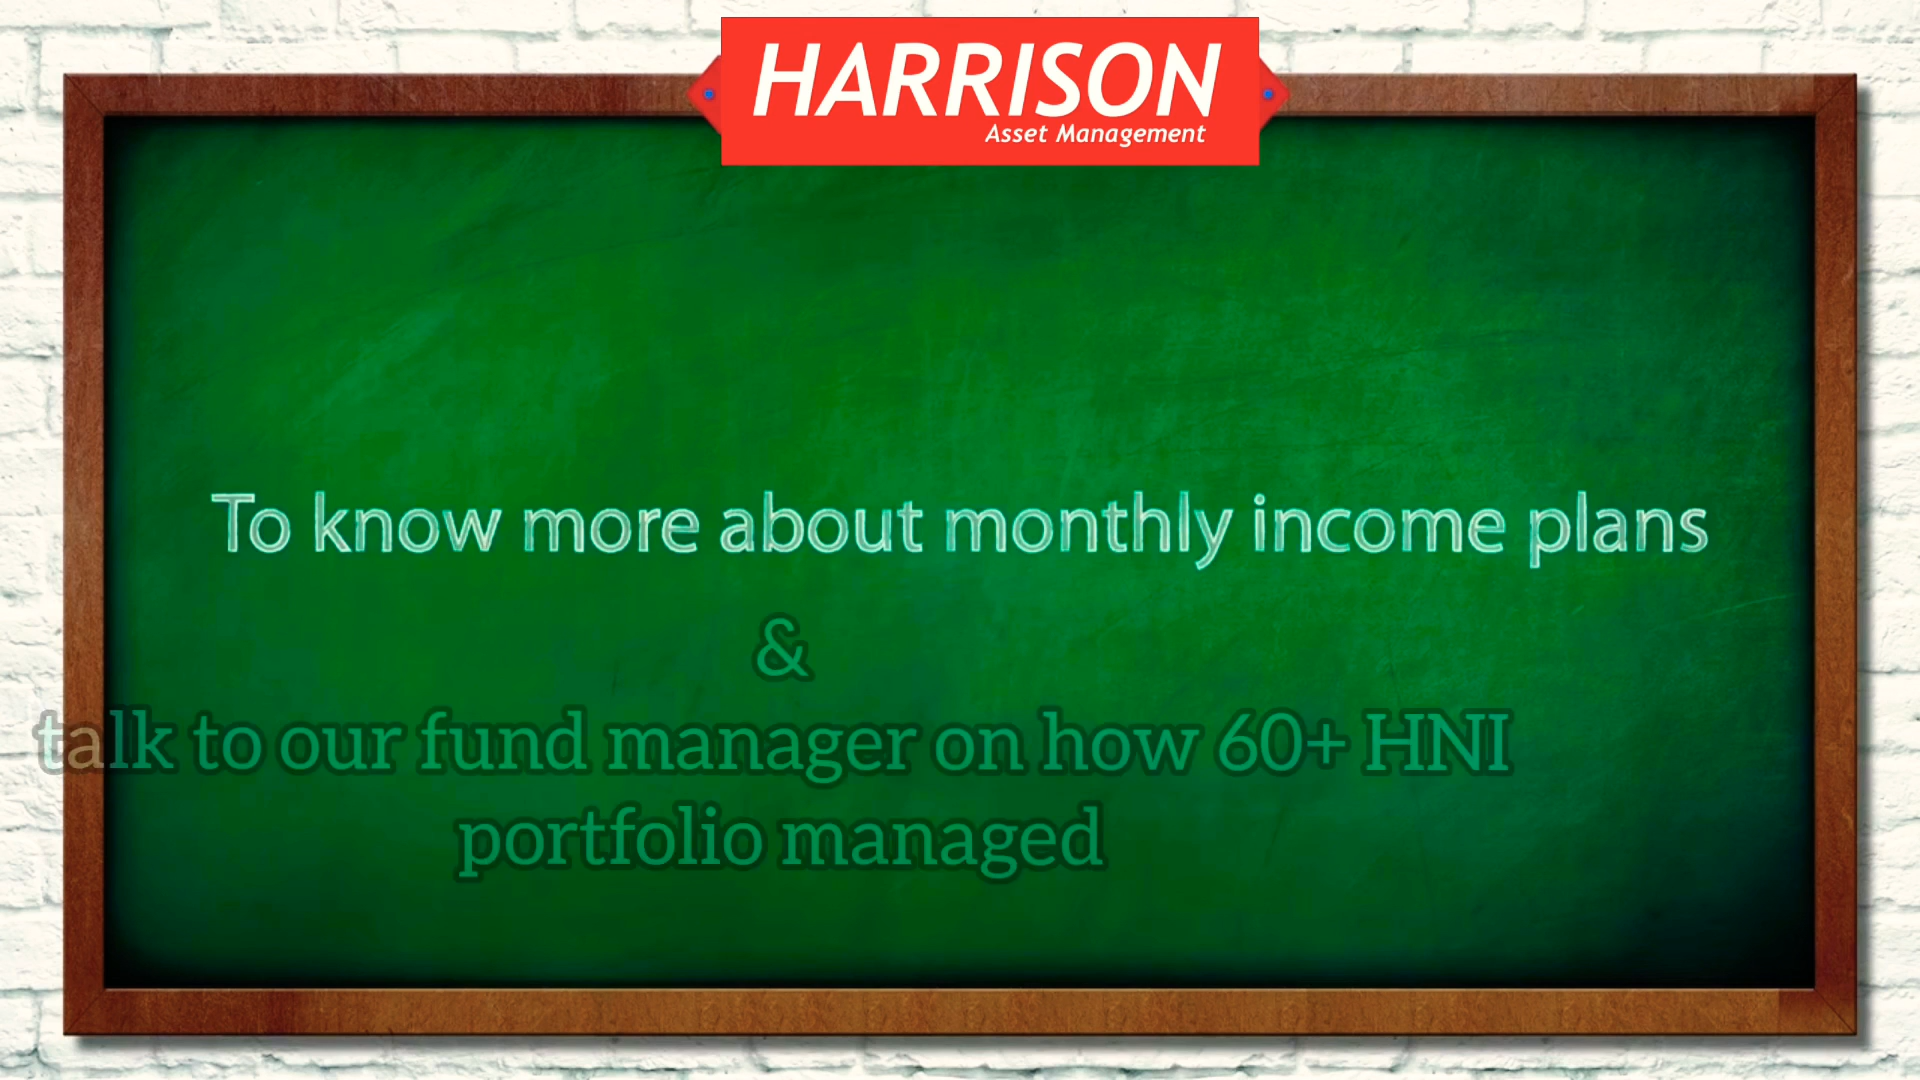 HARRISON
Asset Management
To know more about monthly income plans
&
talk to our fund manager on how 60+ HNI
portfolio managed